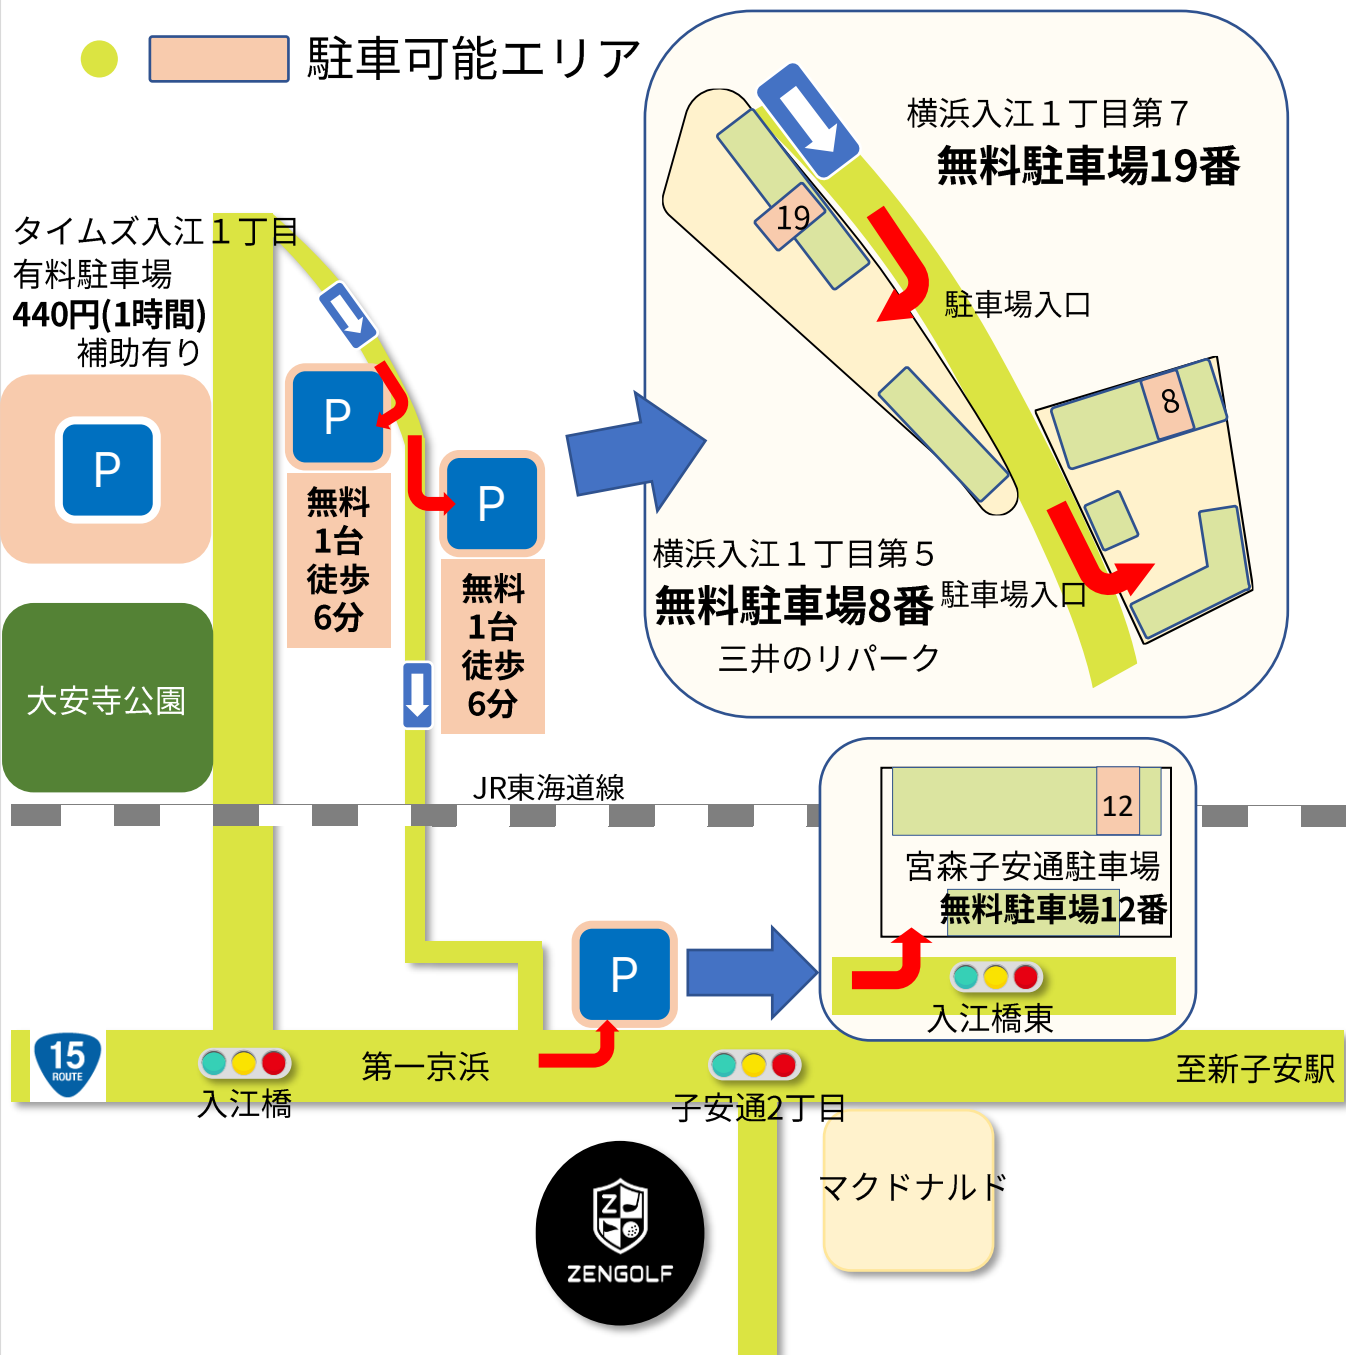 駐車可能エリア
横浜入江１丁目第７
無料駐車場19番
19
駐車場入口
8
横浜入江１丁目第５
無料駐車場8番
駐車場入口
三井のリパーク
タイムズ入江１丁目
有料駐車場
440円(1時間)
補助有り
P
P
無料
1台
徒歩
6分
P
無料
1台
徒歩
6分
大安寺公園
JR東海道線
12
宮森子安通駐車場
無料駐車場12番
入江橋東
P
15
ROUTE
入江橋
第一京浜
子安通2丁目
至新子安駅
マクドナルド
Z
ZENGOLF